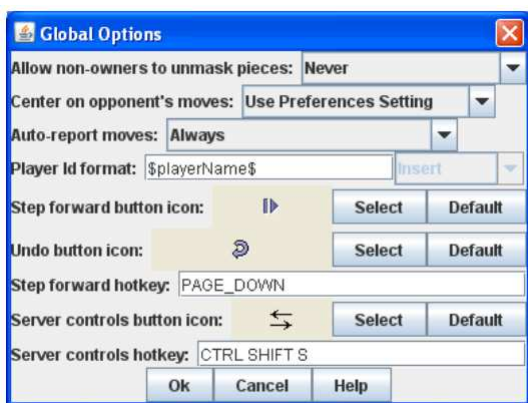 Global Options
Allow non-owners to unmask pieces: Never
Center on opponent's moves: Use Preferences Setting
Auto-report moves: Always
Player Id format: $playerName$ Insert
Step forward button icon: Select Default
Undo button icon: Select Default
Step forward hotkey: PAGE_DOWN
Server controls button icon: Select Default
Server controls hotkey: CTRL SHIFT S
Ok Cancel Help